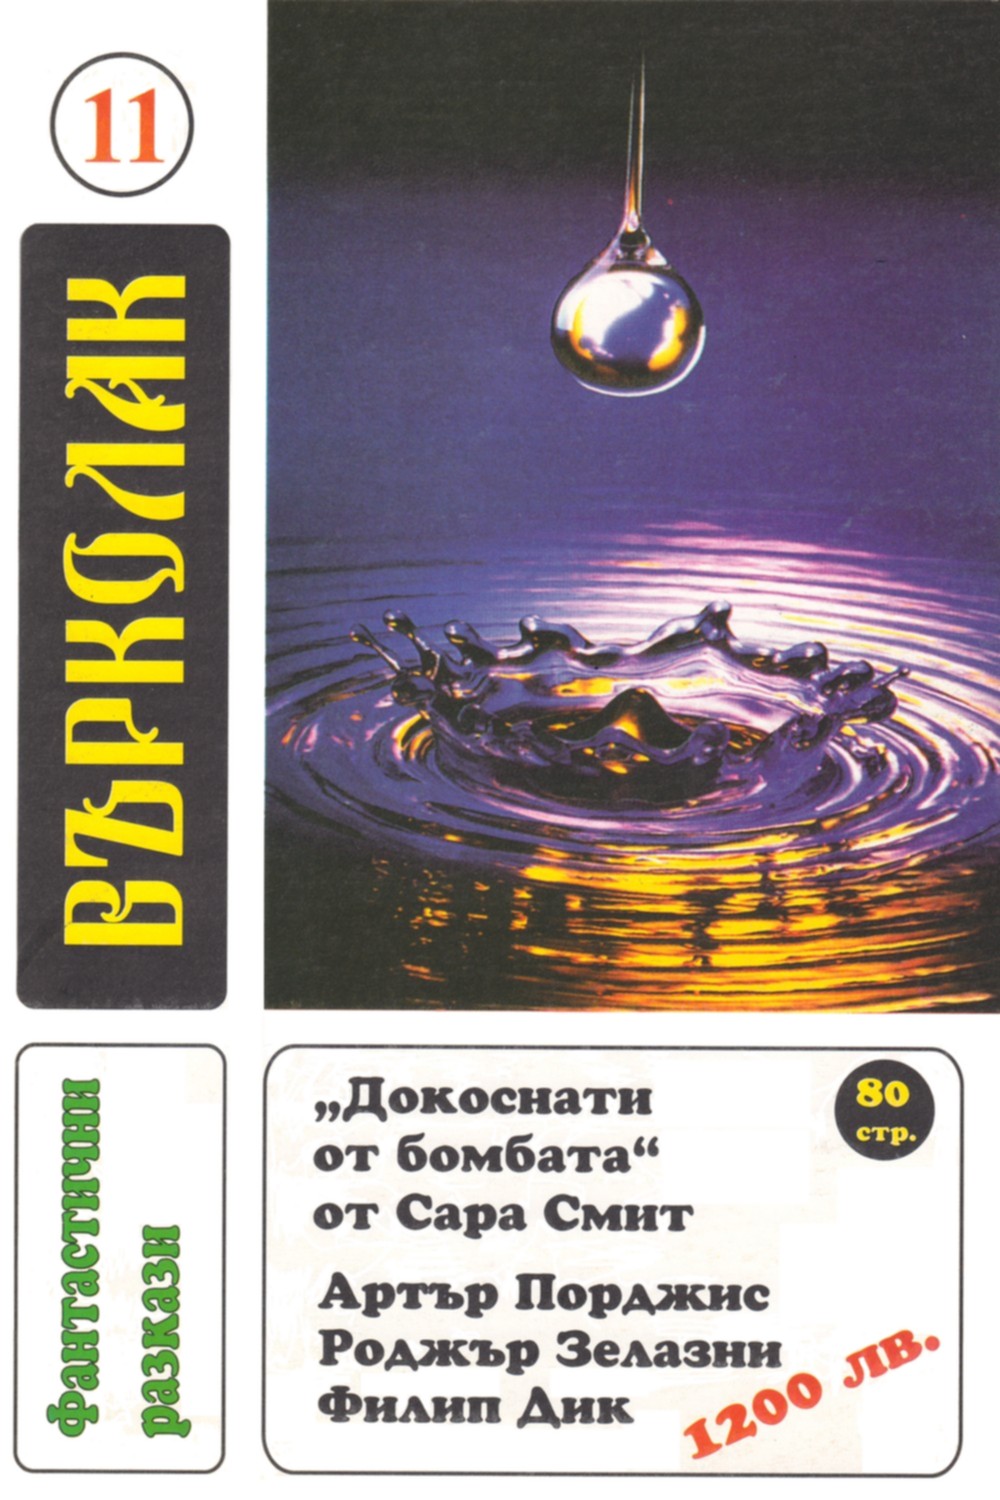 11
ВЪРКОЛАК
фантастични
разкази
„Докоснати
от бомбата“
от Сара Смит
80
стр.
Артър Порджис
Роджър Зелазни
Филип Дик
1200 лв.